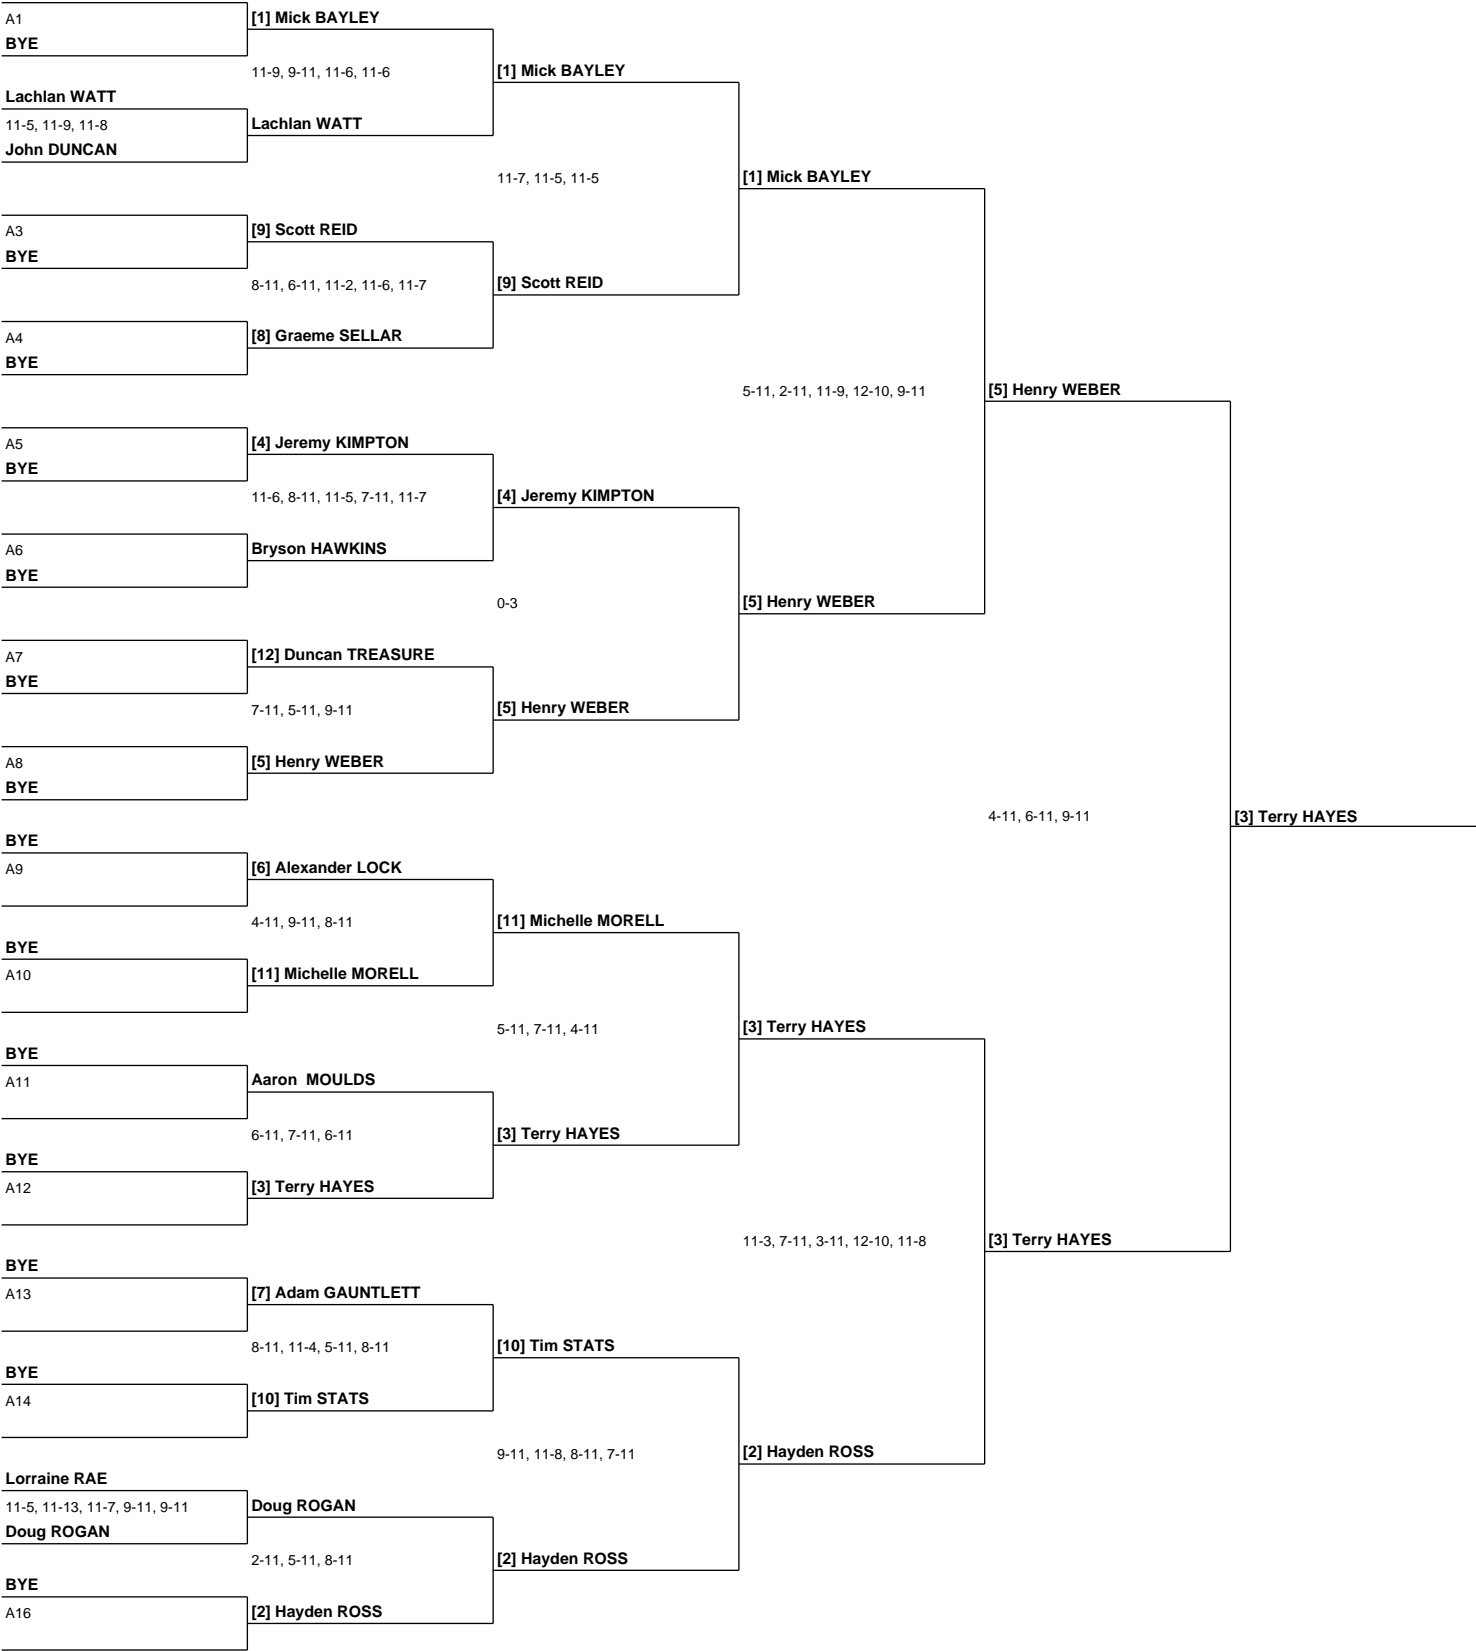 A1
BYE
[1] Mick BAYLEY
11-9, 9-11, 11-6, 11-6
[1] Mick BAYLEY
Lachlan WATT
11-5, 11-9, 11-8
John DUNCAN
Lachlan WATT
11-7, 11-5, 11-5
[1] Mick BAYLEY
A3
BYE
[9] Scott REID
8-11, 6-11, 11-2, 11-6, 11-7
[9] Scott REID
A4
BYE
[8] Graeme SELLAR
5-11, 2-11, 11-9, 12-10, 9-11
[5] Henry WEBER
A5
BYE
[4] Jeremy KIMPTON
11-6, 8-11, 11-5, 7-11, 11-7
[4] Jeremy KIMPTON
A6
BYE
Bryson HAWKINS
0-3
[5] Henry WEBER
A7
BYE
[12] Duncan TREASURE
7-11, 5-11, 9-11
[5] Henry WEBER
A8
BYE
[5] Henry WEBER
4-11, 6-11, 9-11
[3] Terry HAYES
BYE
A9
[6] Alexander LOCK
4-11, 9-11, 8-11
[11] Michelle MORELL
BYE
A10
[11] Michelle MORELL
5-11, 7-11, 4-11
[3] Terry HAYES
BYE
A11
Aaron  MOULDS
6-11, 7-11, 6-11
[3] Terry HAYES
BYE
A12
[3] Terry HAYES
11-3, 7-11, 3-11, 12-10, 11-8
[3] Terry HAYES
BYE
A13
[7] Adam GAUNTLETT
8-11, 11-4, 5-11, 8-11
[10] Tim STATS
BYE
A14
[10] Tim STATS
9-11, 11-8, 8-11, 7-11
[2] Hayden ROSS
Lorraine RAE
11-5, 11-13, 11-7, 9-11, 9-11
Doug ROGAN
Doug ROGAN
2-11, 5-11, 8-11
[2] Hayden ROSS
BYE
A16
[2] Hayden ROSS